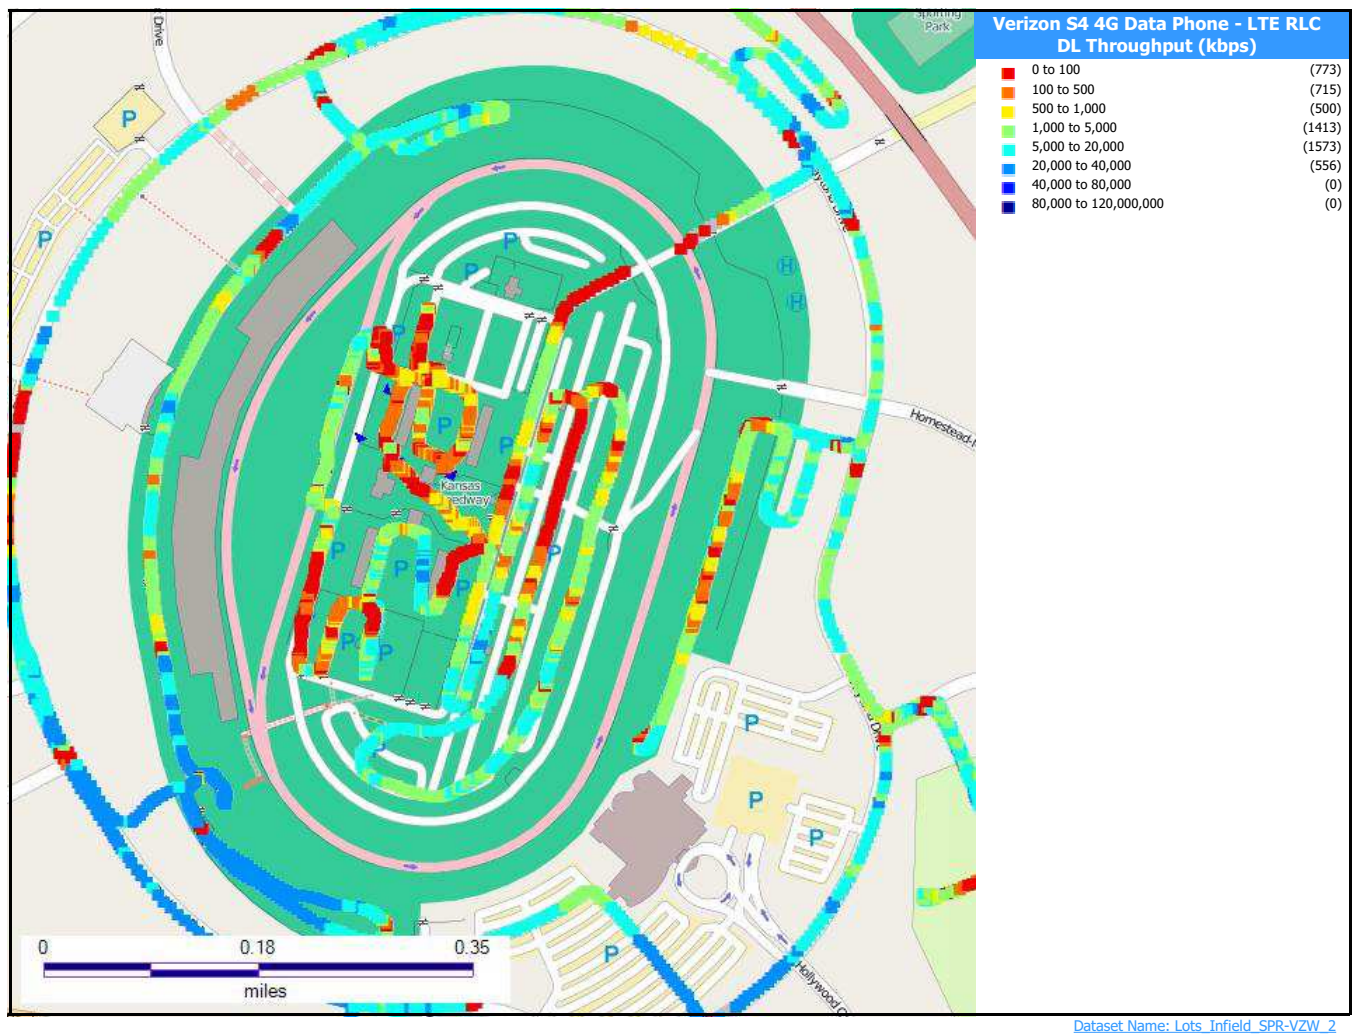 Verizon S4 4G Data Phone - LTE RLC
DL Throughput (kbps)
0 to 100 (773)
100 to 500 (715)
500 to 1,000 (500)
1,000 to 5,000 (1413)
5,000 to 20,000 (1573)
20,000 to 40,000 (556)
40,000 to 80,000 (0)
80,000 to 120,000,000 (0)
Drive
Sporting
Park
P
P
H
H
P
P
P
P
P
Homestead-
Kansas
P
P
P
P
P
P
P
P
P
P
P
Hollywood C
0 0.18 0.35
miles
Dataset Name: Lots_Infield_SPR-VZW_2